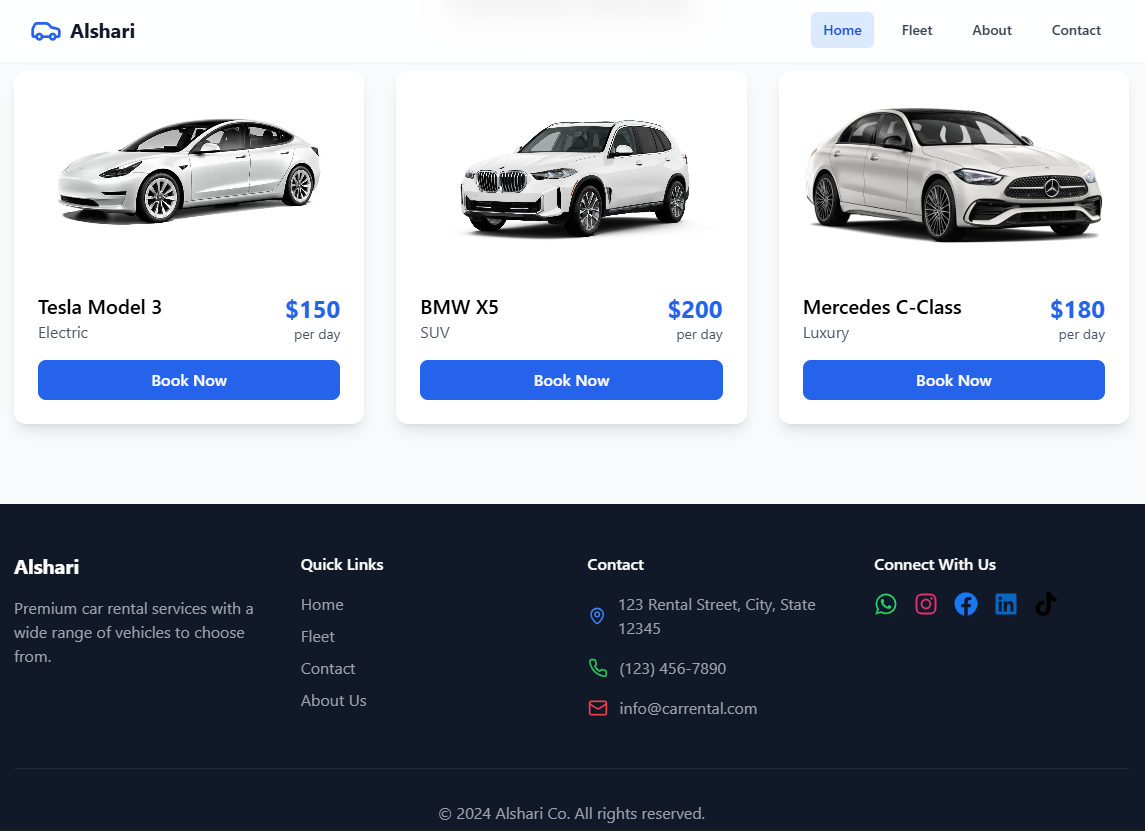 Alshari
Home
Fleet
About
Contact
Tesla Model 3
$150
Electric
per day
Book Now
BMW X5
$200
SUV
per day
Book Now
Mercedes C-Class
$180
Luxury
per day
Book Now
Alshari
Premium car rental services with a
wide range of vehicles to choose
from.
Quick Links
Home
Fleet
Contact
About Us
Contact
123 Rental Street, City, State
12345
(123) 456-7890
info@carrental.com
Connect With Us
© 2024 Alshari Co. All rights reserved.